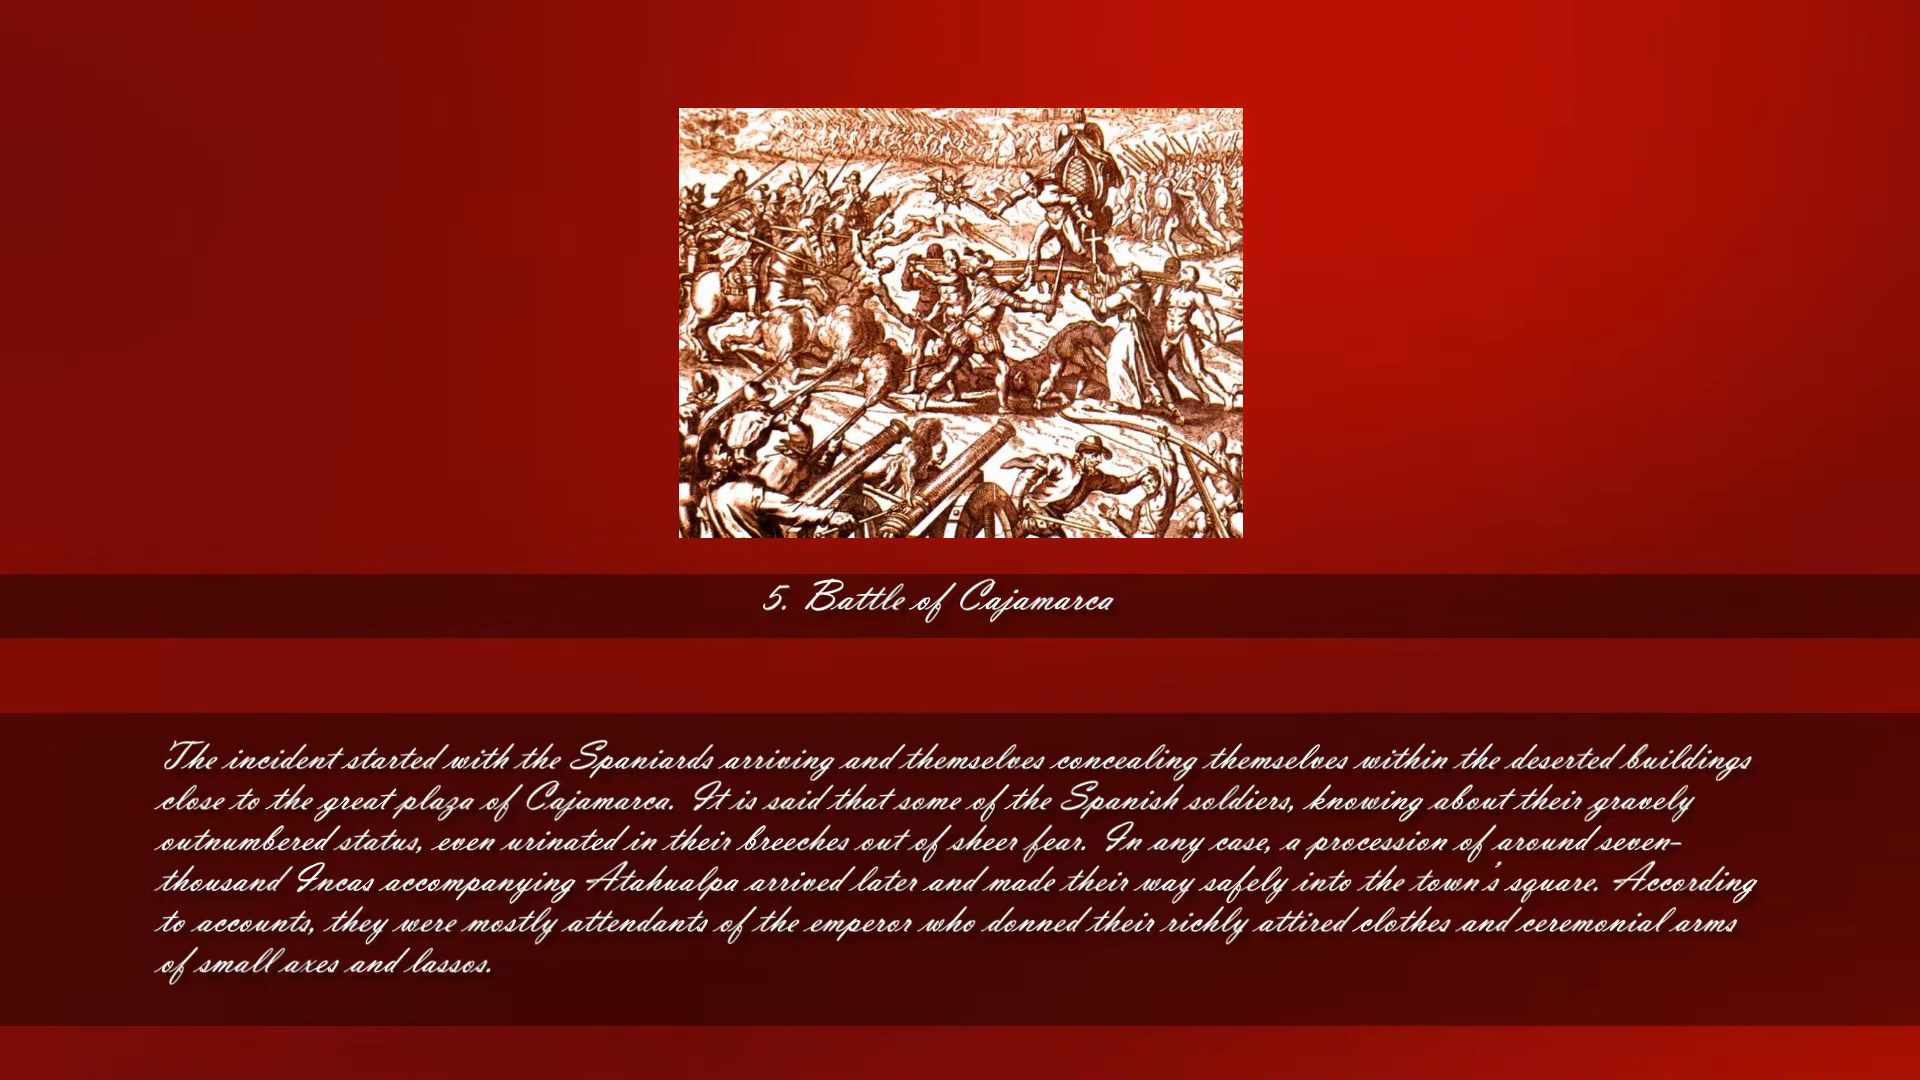 5. Battle of Cajamarca
The incident started with the Spaniards arriving and themselves concealing themselves within the deserted buildings
close to the great plaza of Cajamarca. It is said that some of the Spanish soldiers, knowing about their gravely
outnumbered status, even urinated in their breeches out of sheer fear. In any case, a procession of around seven-
thousand Incas accompanying Atahualpa arrived later and made their way safely into the town's square. According
to accounts, they were mostly attendants of the emperor who donned their richly attired clothes and ceremonial arms
of small axes and lassos.